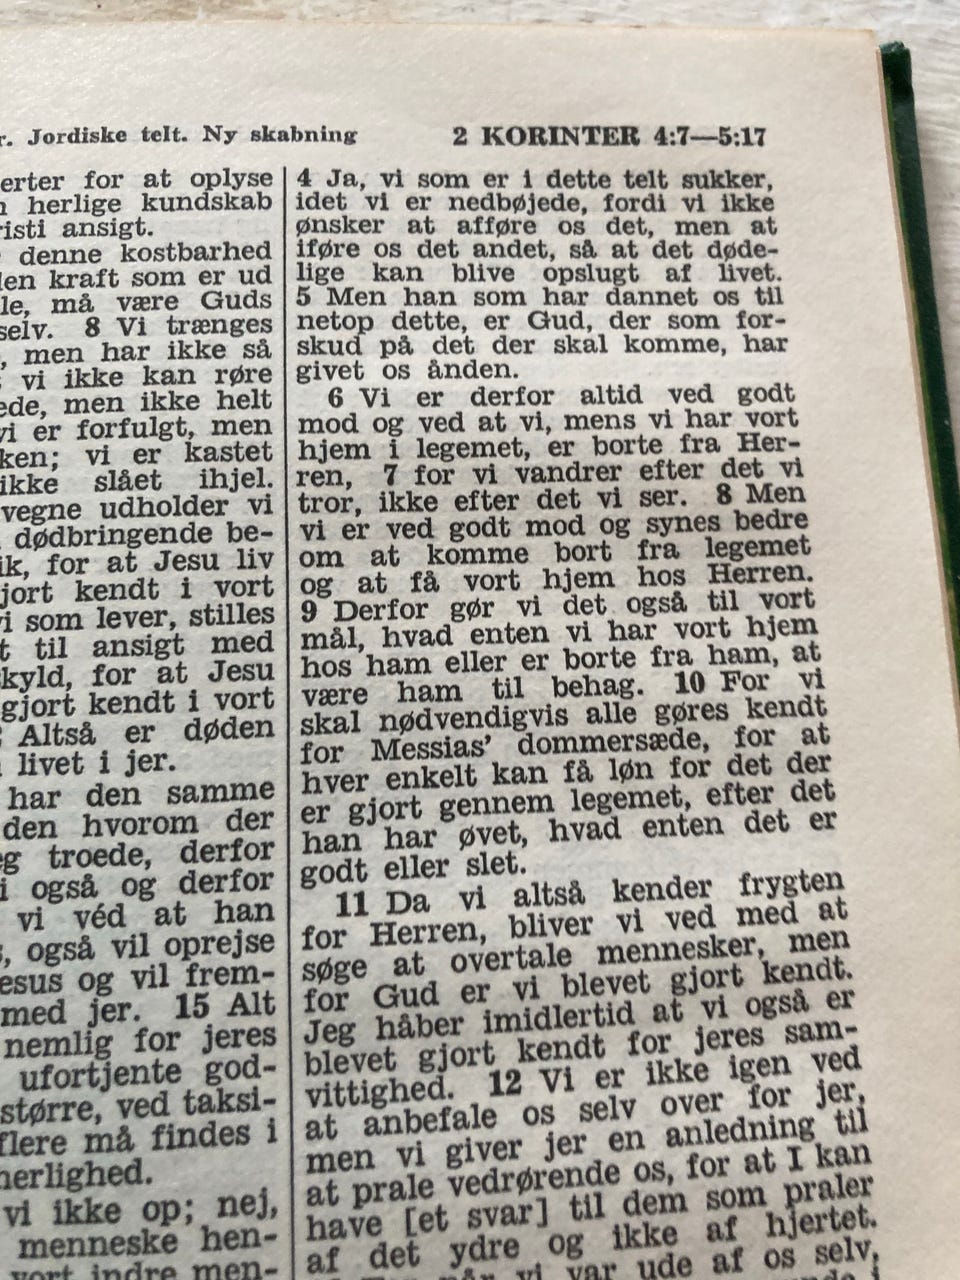 Jordiske telt. Ny skabning
2 KORINTER 4:7—5:17
erter for at oplyse
herlige kundskab
risti ansigt.
denne kostbarhed
den kraft som er ud
le, må være Guds
selv. 8 Vi trænges
, men har ikke så
vi ikke kan røre
ede, men ikke helt
vi er forfulgt, men
ken; vi er kastet
ikke slået ihjel.
vegne udholder vi
dødbringende be-
ik, for at Jesu liv
gjort kendt i vort
vi som lever, stilles
t til ansigt med
skyld, for at Jesu
gjort kendt i vort
Altså er døden
livet i jer.
har den samme
den hvorom der
eg troede, derfor
i også og derfor
vi véd at han
s, også vil oprejse
esus og vil frem-
med jer. 15 Alt
nemlig for jeres
ufortjente god-
større, ved taksi-
flere må findes i
herlighed.
vi ikke op; nej,
menneske hen-
vort indre men-
4 Ja, vi som er i dette telt sukker,
idet vi er nedbøjede, fordi vi ikke
ønsker at afføre os det, men at
iføre os det andet, så at det døde-
lige kan blive opslugt af livet.
5 Men han som har dannet os til
netop dette, er Gud, der som for-
skud på det der skal komme, har
givet os ånden.
6 Vi er derfor altid ved godt
mod og ved at vi, mens vi har vort
hjem i legemet, er borte fra Her-
ren, 7 for vi vandrer efter det vi
tror, ikke efter det vi ser. 8 Men
vi er ved godt mod og synes bedre
om at komme bort fra legemet
og at få vort hjem hos Herren.
9 Derfor gør vi det også til vort
mål, hvad enten vi har vort hjem
hos ham eller er borte fra ham, at
være ham til behag. 10 For vi
skal nødvendigvis alle gøres kendt
for Messias' dommersæde, for at
hver enkelt kan få løn for det der
er gjort gennem legemet, efter det
han har øvet, hvad enten det er
godt eller slet.
11 Da vi altså kender frygten
for Herren, bliver vi ved med at
søge at overtale mennesker, men
for Gud er vi blevet gjort kendt.
Jeg håber imidlertid at vi også er
blevet gjort kendt for jeres sam-
vittighed. 12 Vi er ikke igen ved
at anbefale os selv over for jer,
men vi giver jer en anledning til
at prale vedrørende os, for at I kan
have [et svar] til dem som praler
af det ydre og ikke af hjertet.
når vi var ude af os selv,